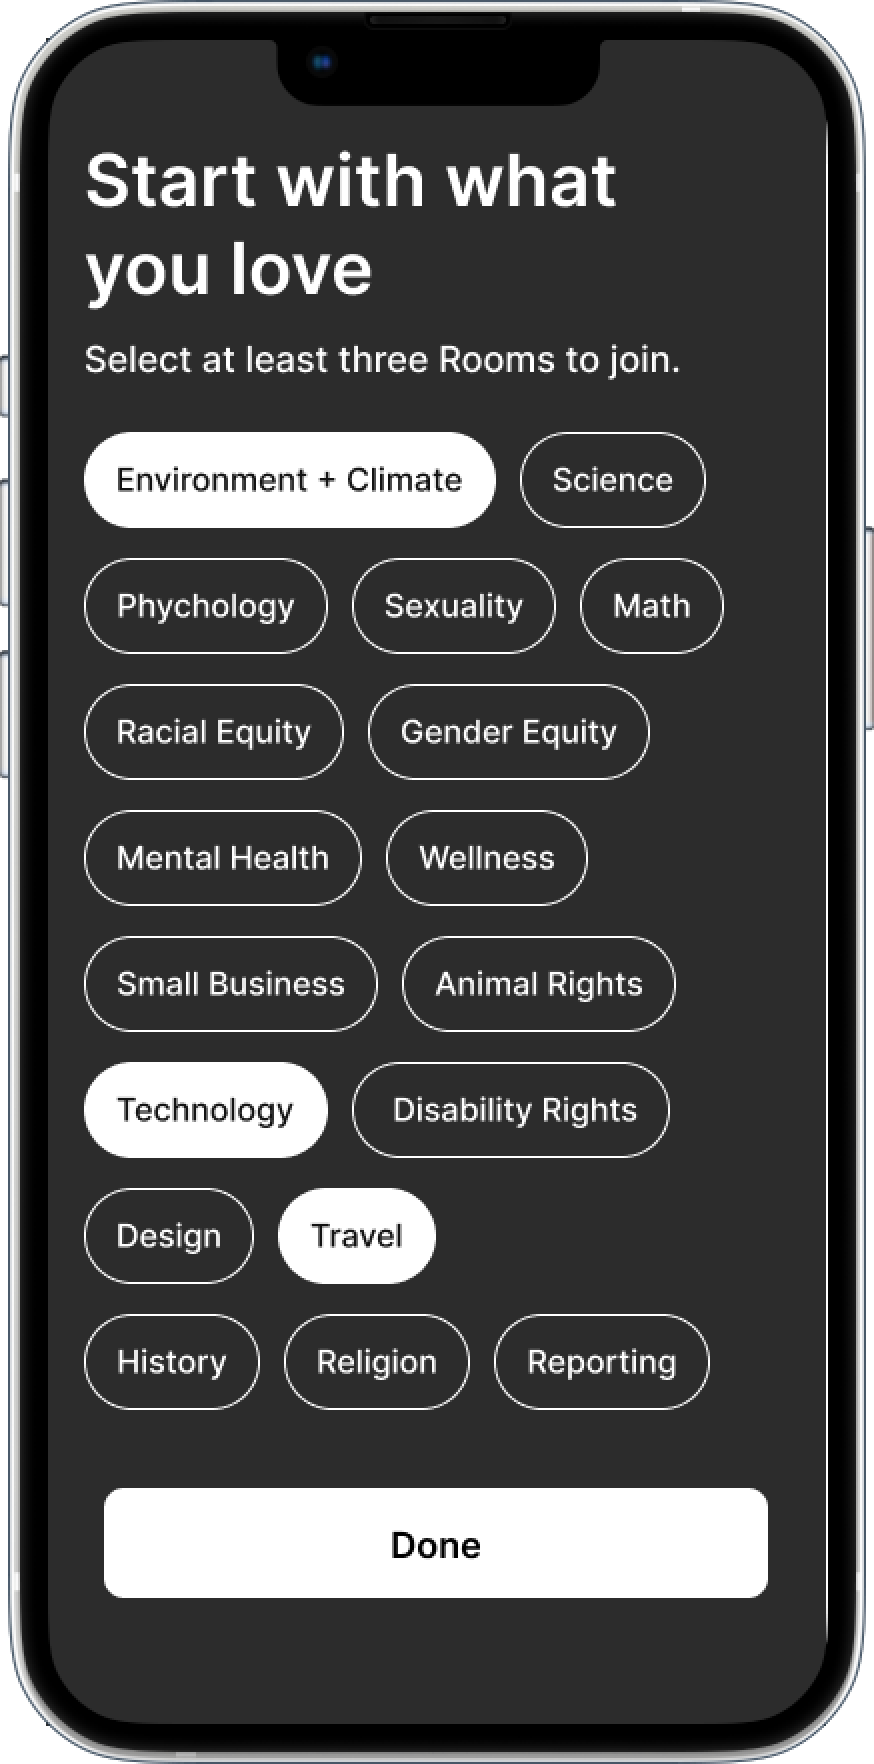 Start with what
you love
Select at least three Rooms to join.
Environment + Climate Science
Phychology Sexuality Math
Racial Equity Gender Equity
Mental Health Wellness
Small Business Animal Rights
Technology Disability Rights
Design Travel
History Religion Reporting
Done